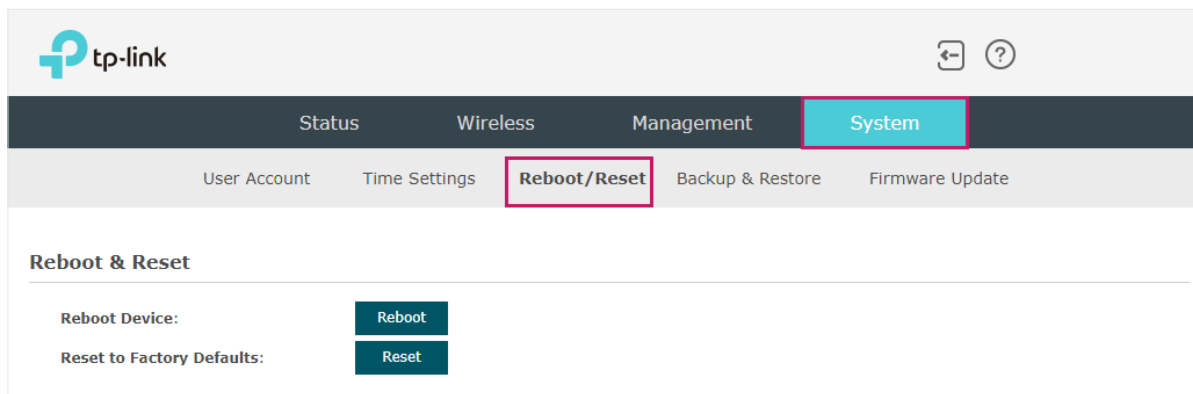 tp-link
Status Wireless Management System
User Account Time Settings Reboot/Reset Backup & Restore Firmware Update
Reboot & Reset
Reboot Device: Reboot
Reset to Factory Defaults: Reset